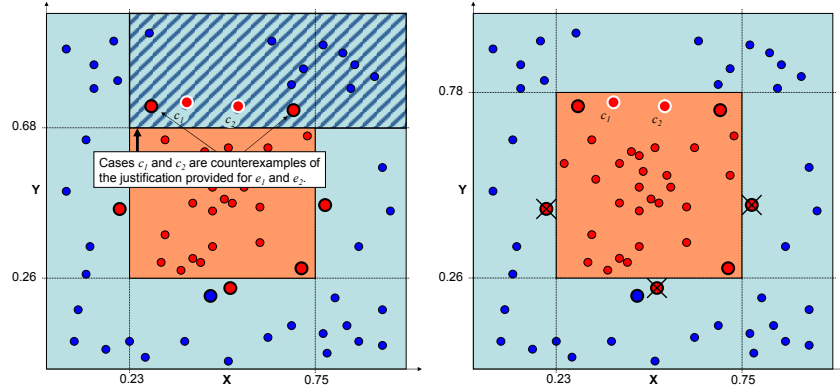 c1
c2
0.68
Cases c1 and c2 are counterexamples of
the justification provided for e1 and e2.
Y
0.26
0.23
X
0.75
0.78
c1
c2
Y
0.26
0.23
X
0.75